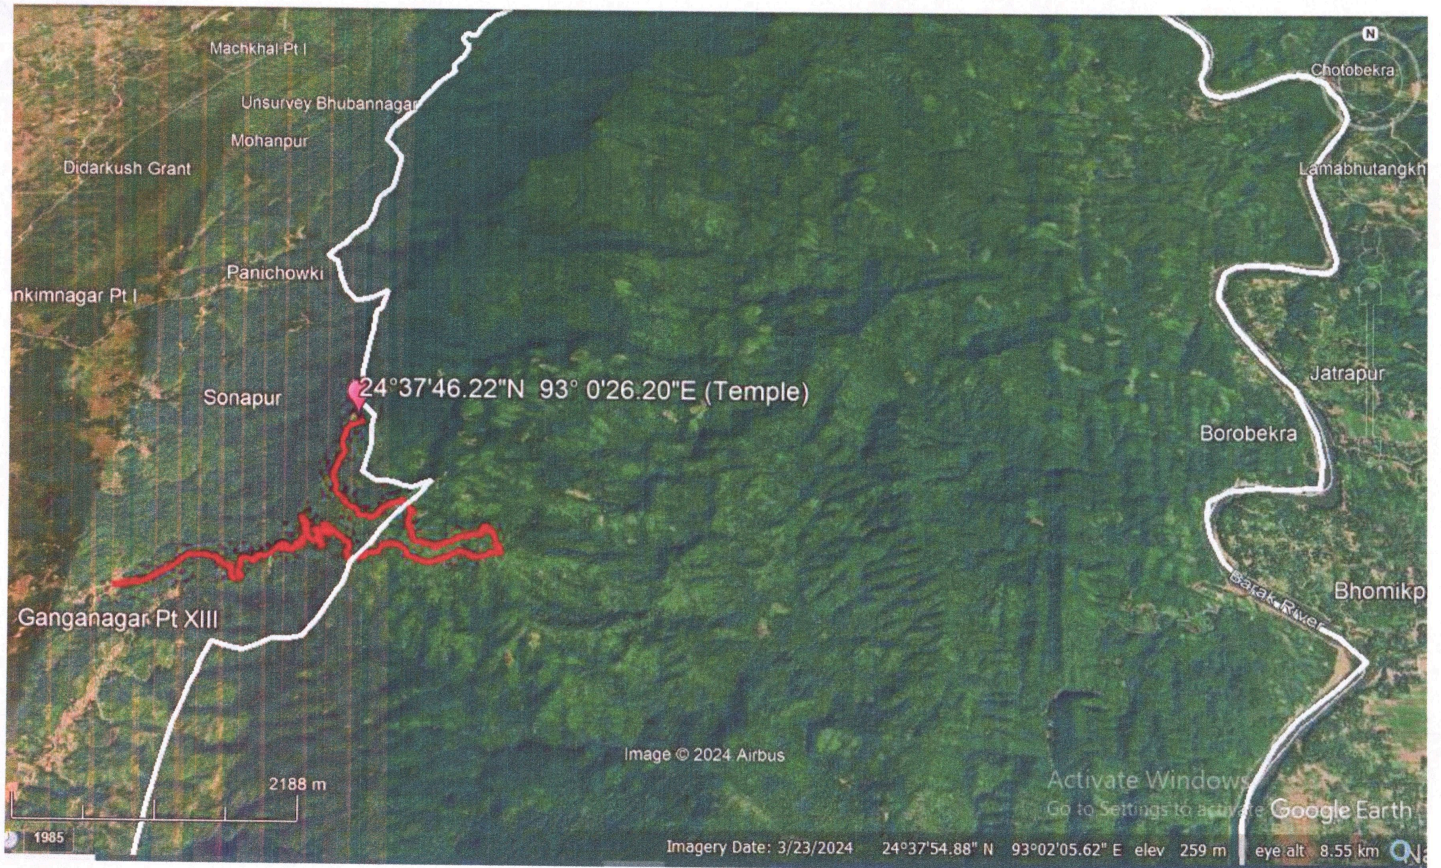 Machkhal Pt I
N
Chotobekra
Unsurvey Bhubannagar
Mohanpur
Didarkush Grant
Lamabhutangkh
Panichowki
nkimnagar Pt I
Jatrapur
24°37'46.22"N 93° 0'26.20"E (Temple)
Sonapur
Borobekra
Barak River
Bhomikp
Ganganagar Pt XIII
Image © 2024 Airbus
2188 m
Activate Windows
Go to Settings to activate
Google Earth
1985
Imagery Date: 3/23/2024 24°37'54.88" N 93°02'05.62" E elev 259 m eye alt 8.55 km